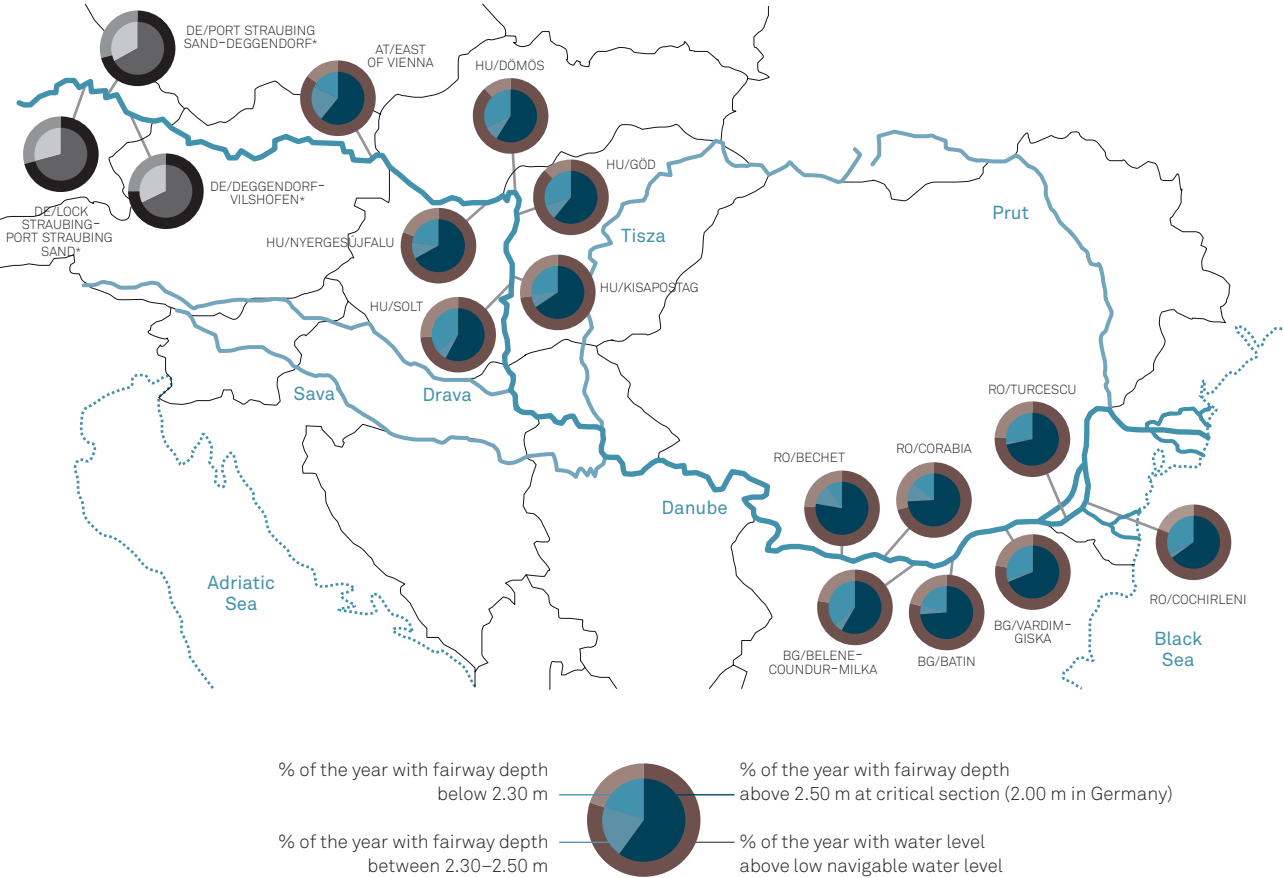 DE/PORT STRAUBING
SAND–DEGGENDORF*
AT/EAST
OF VIENNA
HU/DÖMÖS
HU/GÖD
DE/DEGGENDORF–
VILSHOFEN*
DE/LOCK
STRAUBING–
PORT STRAUBING
SAND*
HU/NYERGESÚJFALU
Tisza
Prut
HU/KISAPOSTAG
HU/SOLT
Sava
Drava
RO/TURCESCU
RO/BECHET
RO/CORABIA
Danube
Adriatic
Sea
RO/COCHIRLENI
BG/VARDIM–
GISKA
BG/BELENE–
COUNDUR–MILKA
BG/BATIN
Black
Sea
% of the year with fairway depth
below 2.30 m
% of the year with fairway depth
above 2.50 m at critical section (2.00 m in Germany)
% of the year with fairway depth
between 2.30–2.50 m
% of the year with water level
above low navigable water level